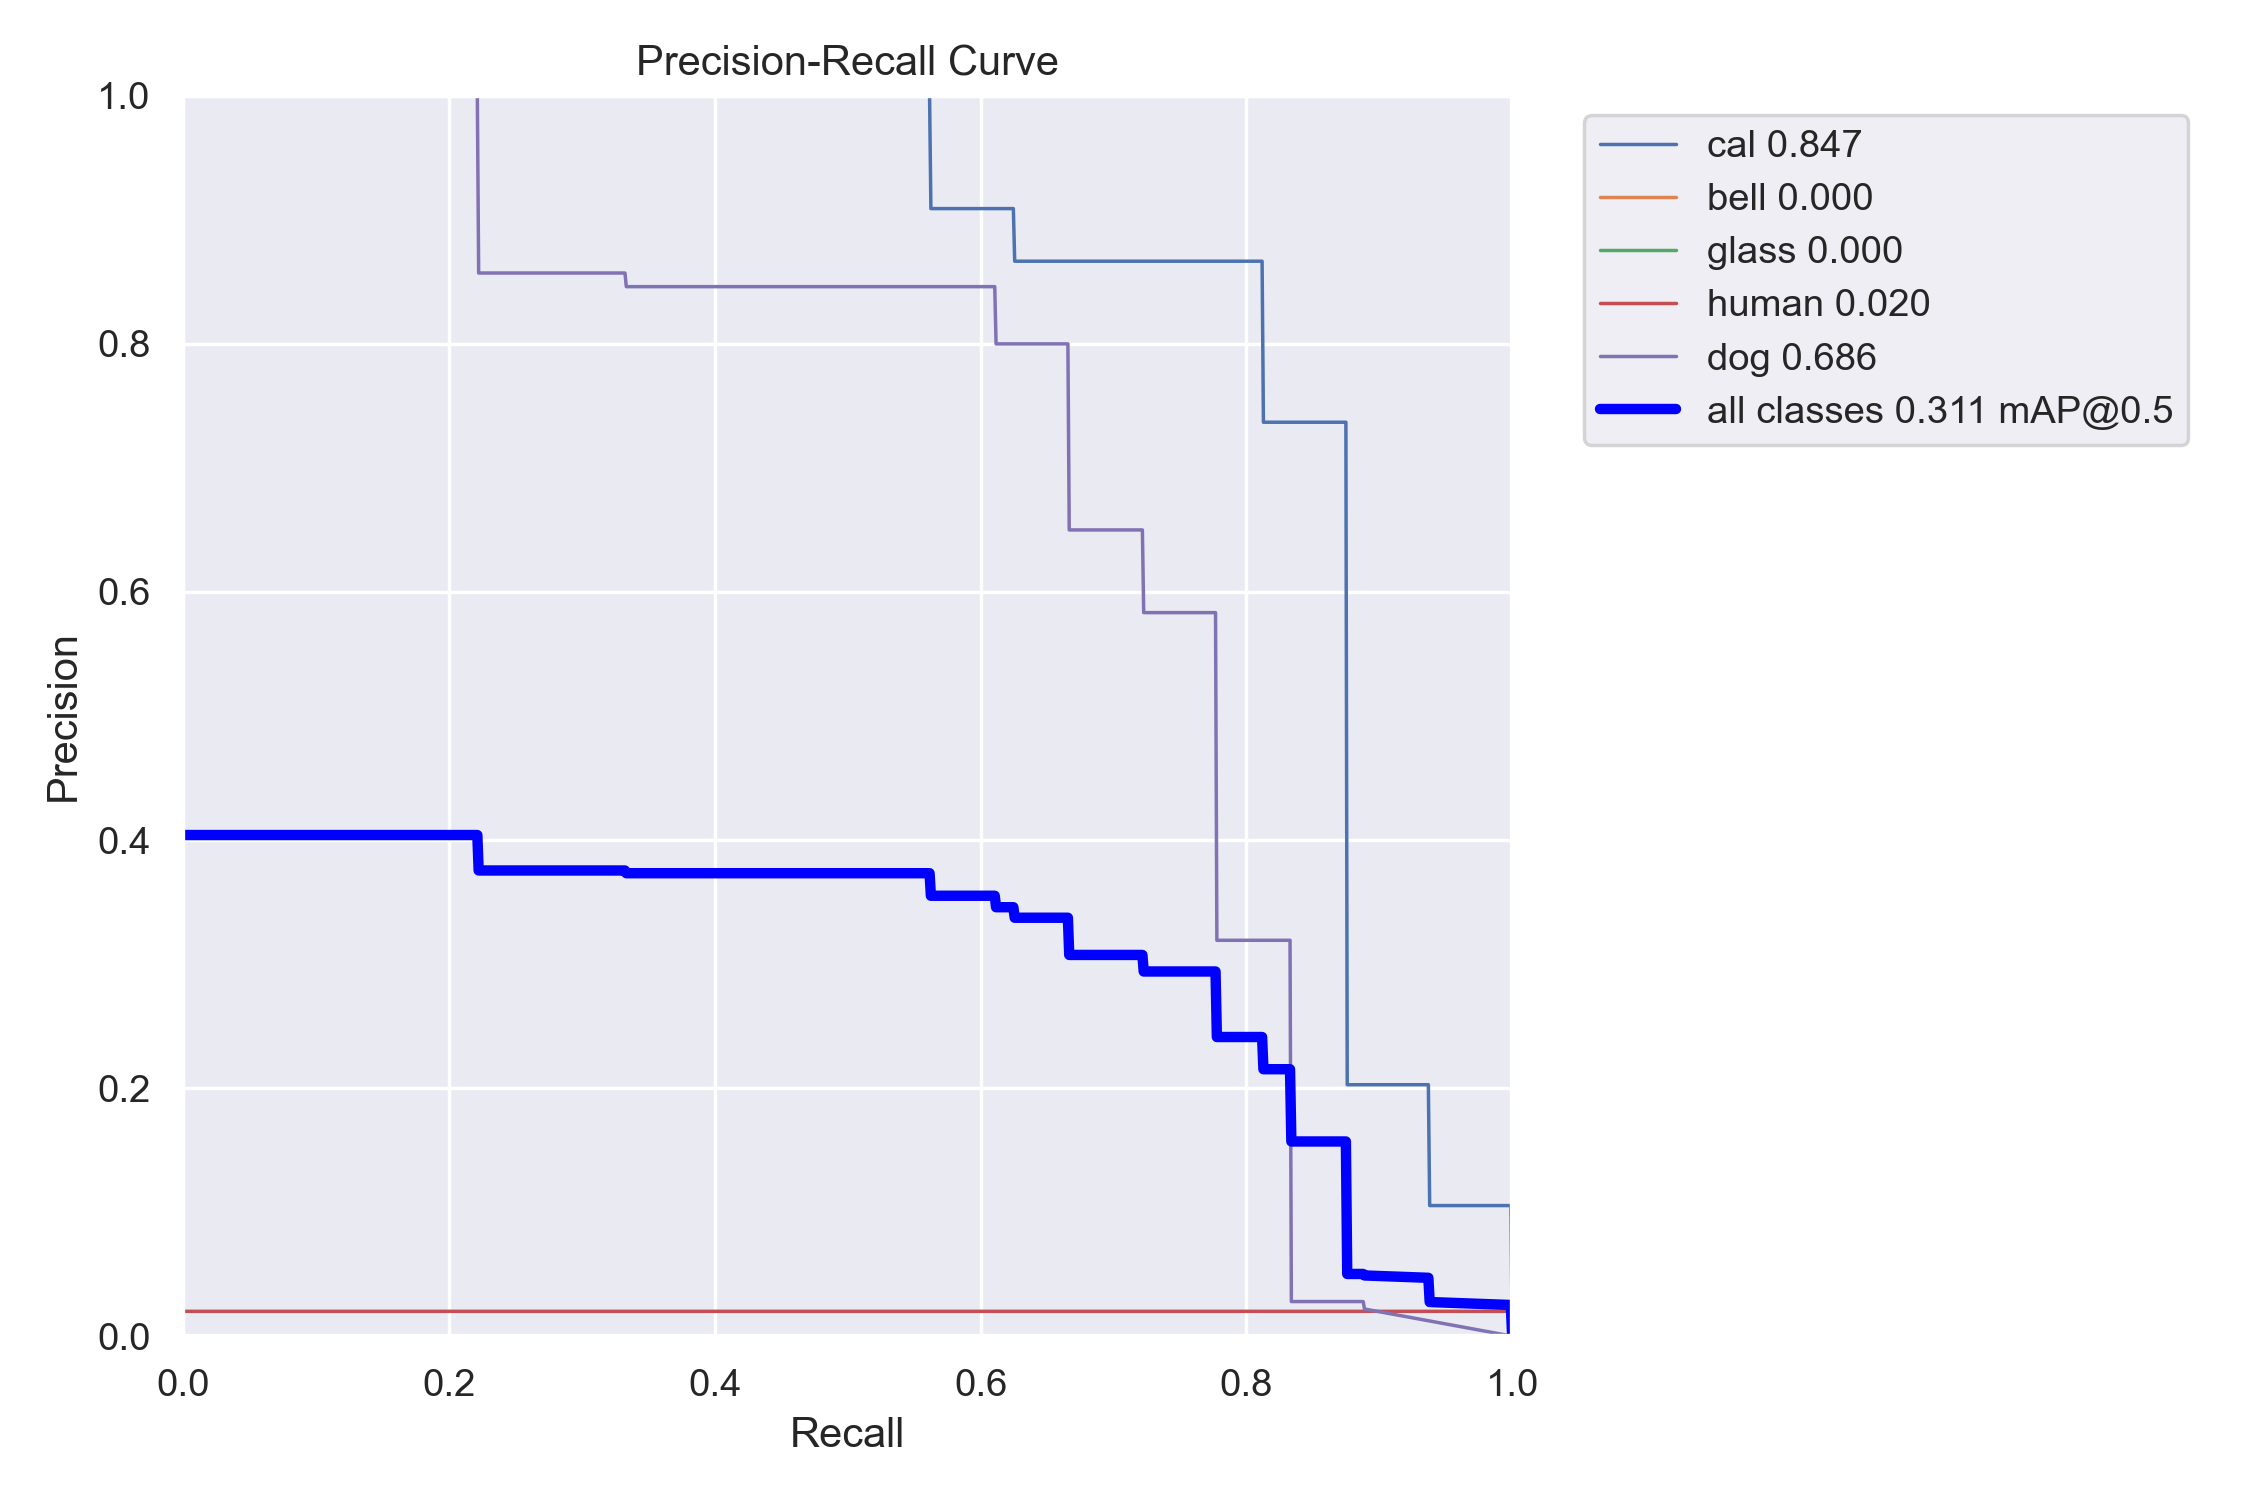 Precision-Recall Curve
1.0
0.8
0.6
0.4
0.2
0.0
Precision
0.0 0.2 0.4 0.6 0.8 1.0
Recall
cal 0.847
bell 0.000
glass 0.000
human 0.020
dog 0.686
all classes 0.311 mAP@0.5